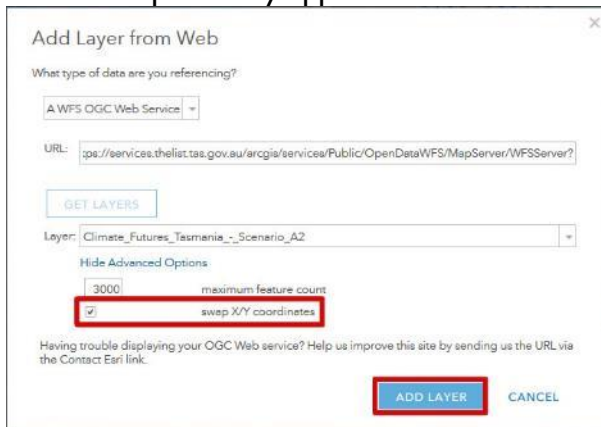 Add Layer from Web
What type of data are you referencing?
A WFS OGC Web Service
URL: :ps://services.thelist.tas.gov.au/arcgis/services/Public/OpenDataWFS/MapServer/WFSServer?
GET LAYERS
Layer: Climate_Futures_Tasmania_-_Scenario_A2
Hide Advanced Options
3000 maximum feature count
swap X/Y coordinates
Having trouble displaying your OGC Web service? Help us improve this site by sending us the URL via
the Contact Esri link.
ADD LAYER CANCEL